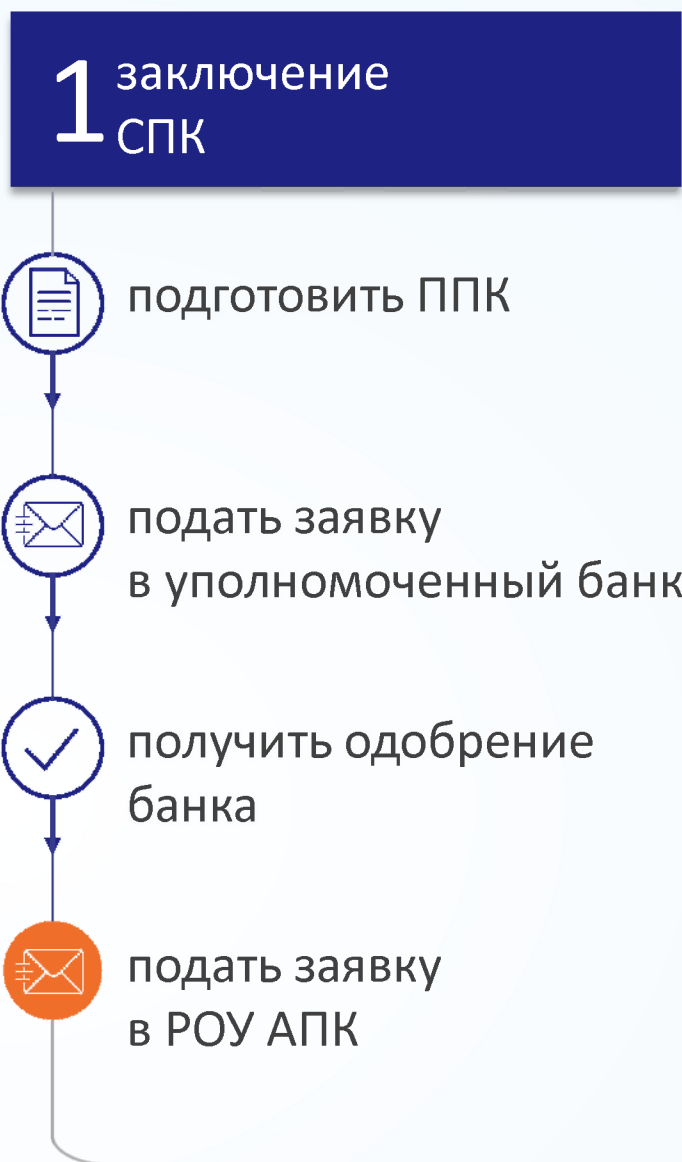 1
заключение
СПК
подготовить ППК
подать заявку
в уполномоченный банк
получить одобрение
банка
подать заявку
в РОУ АПК